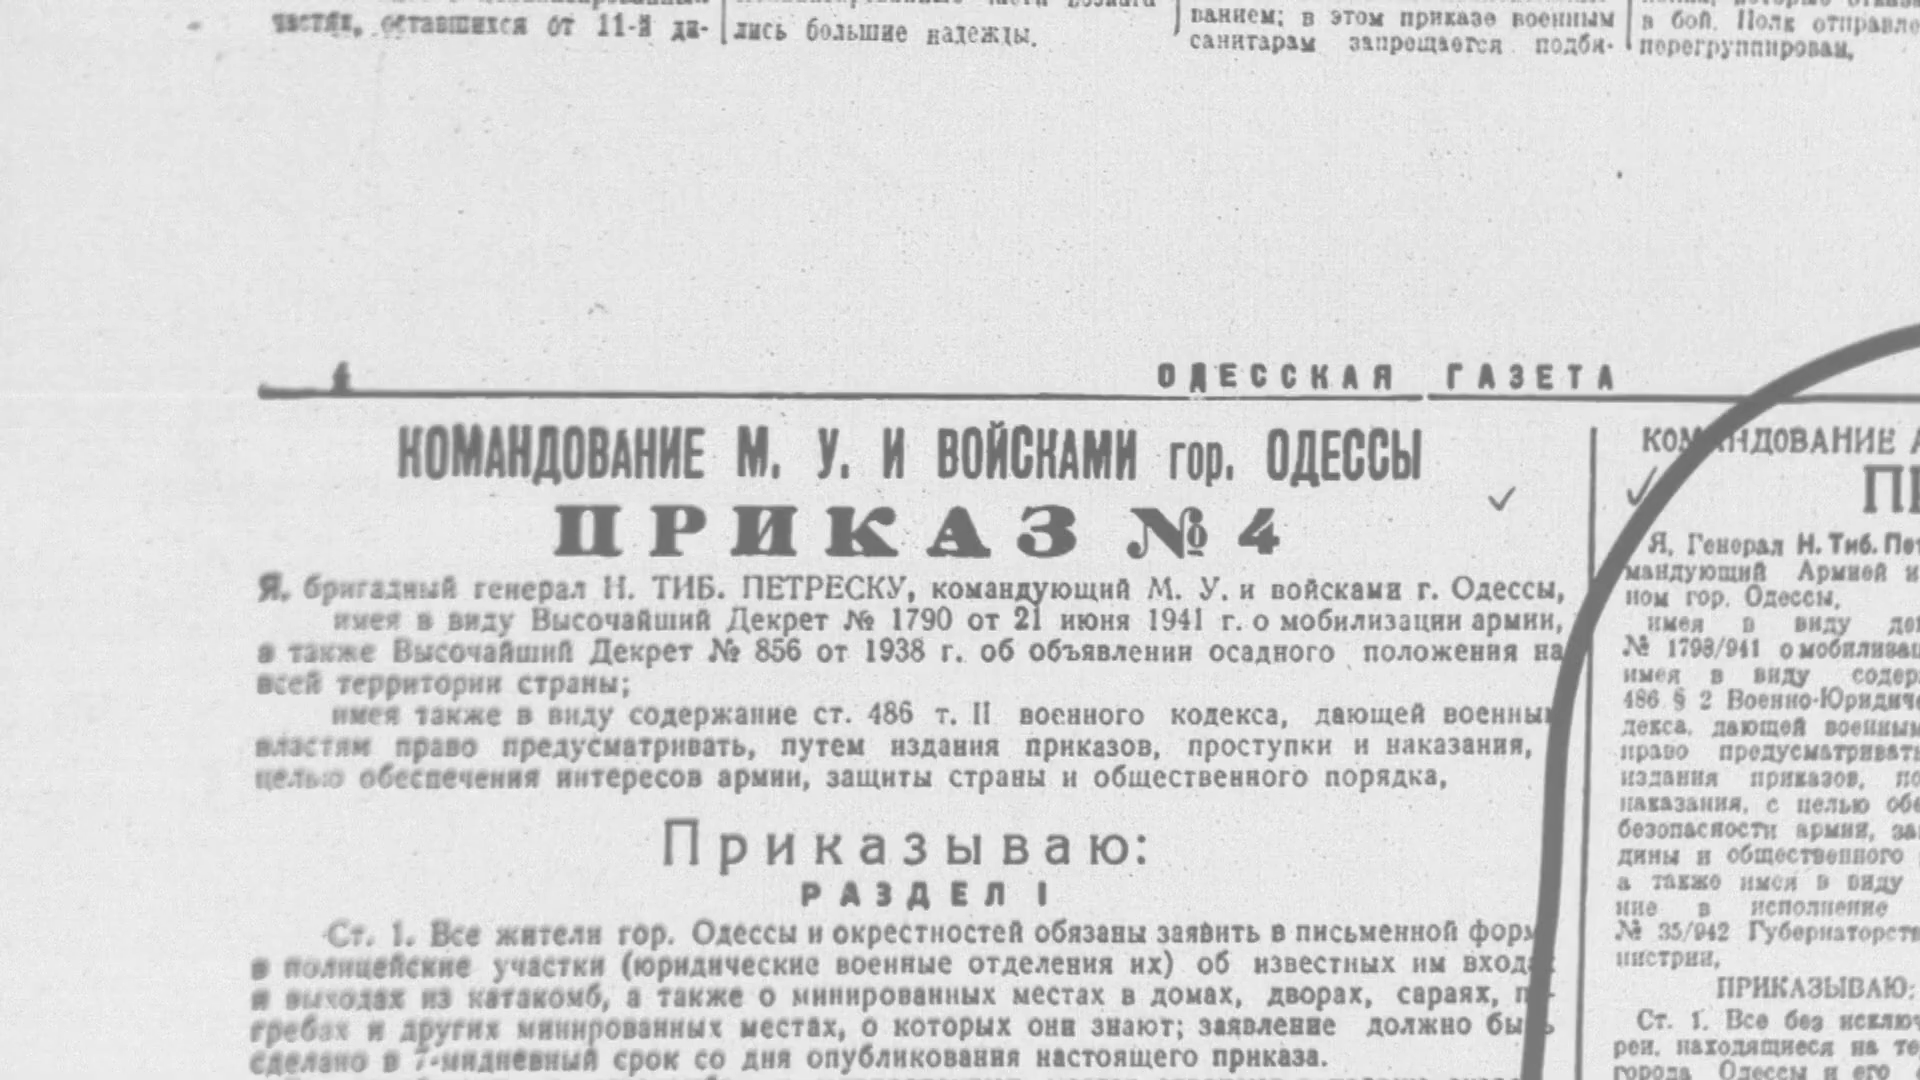 частях, оставшихся от 11-й ди-
лись большие надежды.
ванием; в этом приказе военным
санитарам запрещается подби-
в бой. Полк отправле
перегруппирован,
4
ОДЕССКАЯ ГАЗЕТА
КОМАНДОВАНИЕ М. У. И ВОЙСКАМИ гор. ОДЕССЫ
ПРИКАЗ № 4
Я, бригадный генерал Н. ТИБ. ПЕТРЕСКУ, командующий М. У. и войсками г. Одессы,
имея в виду Высочайший Декрет № 1790 от 21 июня 1941 г. о мобилизации армии,
а также Высочайший Декрет № 856 от 1938 г. об объявлении осадного положения на
всей территории страны;
имея также в виду содержание ст. 486 т. II военного кодекса, дающей военным
властям право предусматривать, путем издания приказов, проступки и наказания,
целью обеспечения интересов армии, защиты страны и общественного порядка,
Приказываю:
РАЗДЕЛ I
Ст. 1. Все жители гор. Одессы и окрестностей обязаны заявить в письменной форм
в полицейские участки (юридические военные отделения их) об известных им входа
и выходах из катакомб, а также о минированных местах в домах, дворах, сараях, п-
гребах и других минированных местах, о которых они знают; заявление должно быть
сделано в 7-мидневный срок со дня опубликования настоящего приказа.
КОМАНДОВАНИЕ А
ПР
Я, Генерал Н. Тиб. Пет
мандующий Армией и
ном гор. Одессы,
имея в виду де
№ 1798/941 о мобилизац
имея в виду содер
486 § 2 Военно-Юридиче
декса, дающей военным
право предусматривать
издания приказов, по
наказания, с целью обе
безопасности армии, за
дины и общественного
а также имея в виду
ние в исполнение
№ 35/942 Губернаторств
нистрии,
ПРИКАЗЫВАЮ:
Ст. 1. Все без исключ
реи, находящиеся на те
города Одессы и его